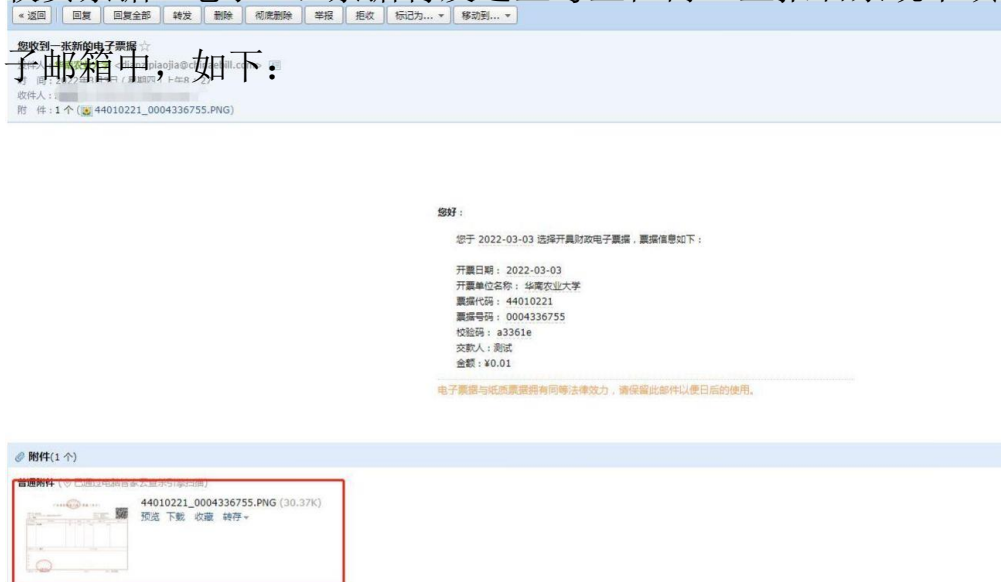 «返回 回复 回复全部 转发 删除 彻底删除 举报 拒收 标记为... 移动到...
您收到一张新的电子票据☆
子邮箱中，如下：
收件人：
附 件：1 个 (44010221_0004336755.PNG)
您好：
您于 2022-03-03 选择开具财政电子票据，票据信息如下：
开票日期： 2022-03-03
开票单位名称： 华南农业大学
票据代码： 44010221
票据号码： 0004336755
校验码： a3361e
交款人：测试
金额：¥0.01
电子票据与纸质票据拥有同等法律效力，请保留此邮件以便日后的使用。
附件(1 个)
普通附件
44010221_0004336755.PNG (30.37K)
预览 下载 收藏 转存